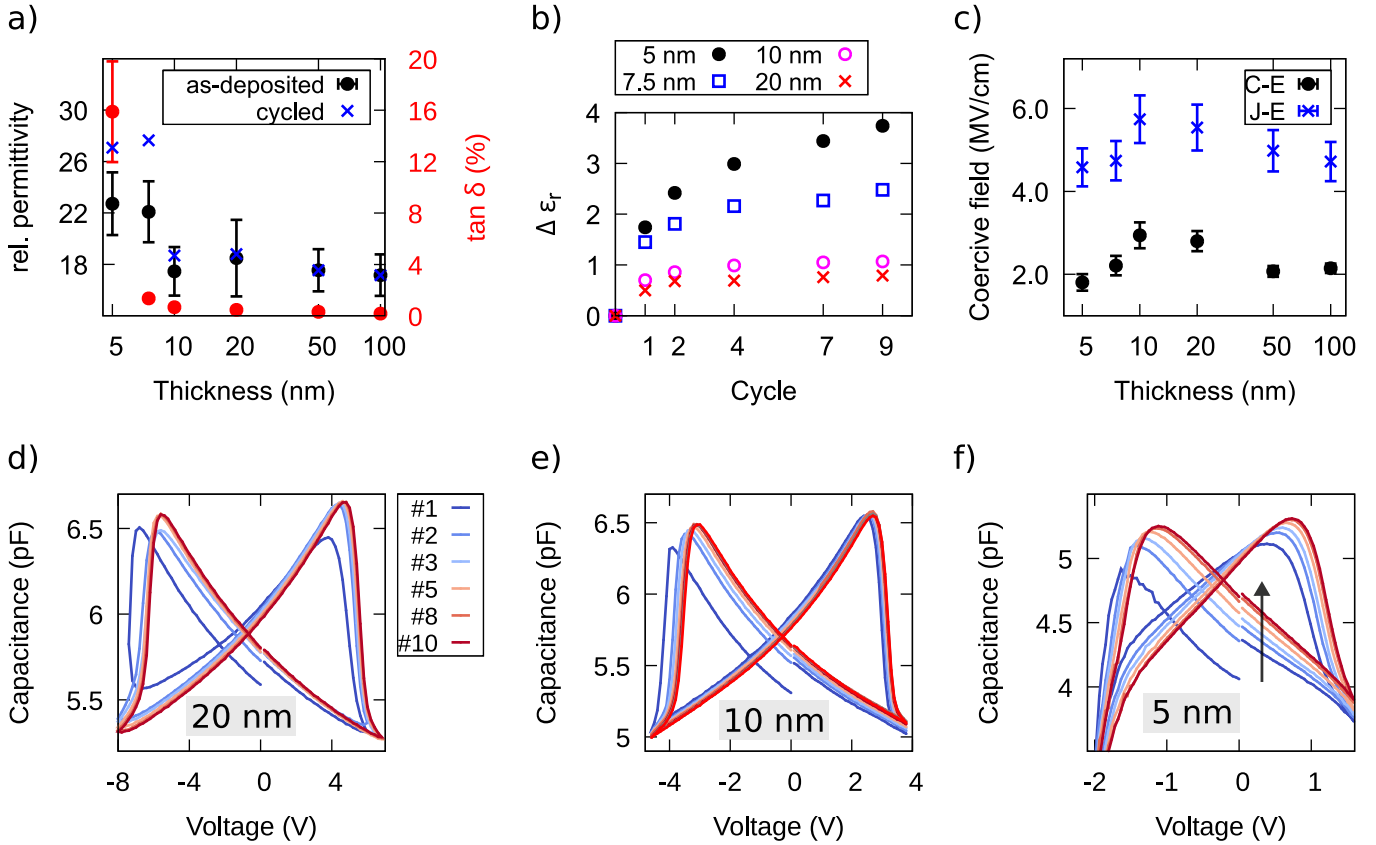 a)
rel. permittivity
30
26
22
18
as-deposited
cycled
20
16
12
8
4
0
tan δ (%)
5 10 20 50 100
Thickness (nm)
b)
5 nm 10 nm
7.5 nm 20 nm
Δ εr
4
3
2
1
0
1 2 4 7 9
Cycle
c)
Coercive field (MV/cm)
6.0
4.0
2.0
C-E
J-E
5 10 20 50 100
Thickness (nm)
d)
Capacitance (pF)
6.5
6
5.5
20 nm
-8 -4 0 4
Voltage (V)
#1
#2
#3
#5
#8
#10
e)
Capacitance (pF)
6.5
6
5.5
5
10 nm
-4 -2 0 2 4
Voltage (V)
f)
Capacitance (pF)
5
4.5
4
5 nm
-2 -1 0 1
Voltage (V)